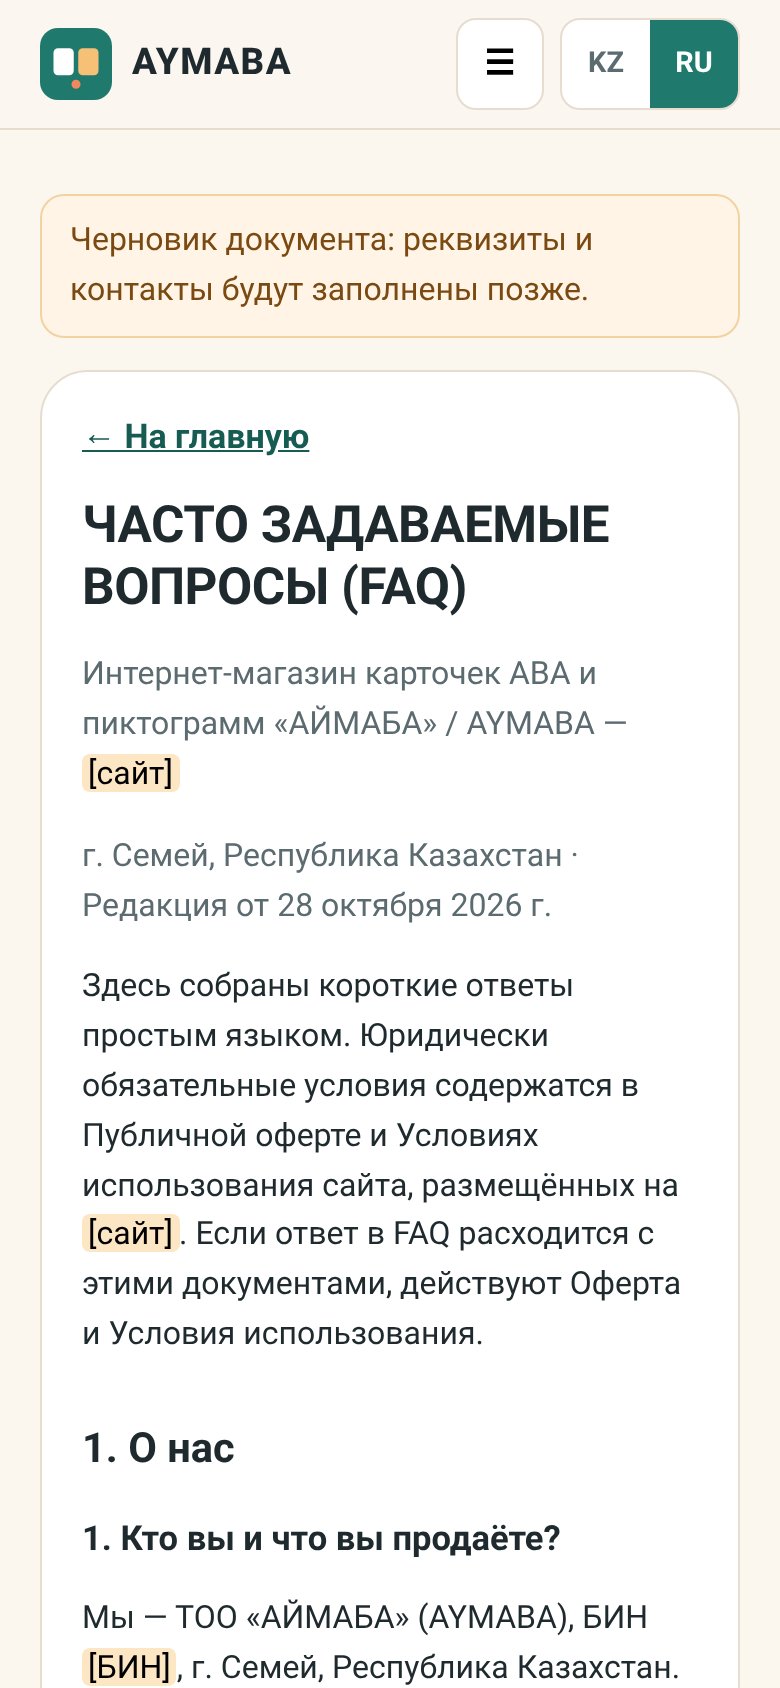 AYMABA
☰
KZ
RU
Черновик документа: реквизиты и
контакты будут заполнены позже.
← На главную
ЧАСТО ЗАДАВАЕМЫЕ
ВОПРОСЫ (FAQ)
Интернет-магазин карточек ABA и
пиктограмм «АЙМАБА» / AYMABA —
[сайт]
г. Семей, Республика Казахстан ·
Редакция от 28 октября 2026 г.
Здесь собраны короткие ответы
простым языком. Юридически
обязательные условия содержатся в
Публичной оферте и Условиях
использования сайта, размещённых на
[сайт]. Если ответ в FAQ расходится с
этими документами, действуют Оферта
и Условия использования.
1. О нас
1. Кто вы и что вы продаёте?
Мы — ТОО «АЙМАБА» (AYMABA), БИН
[БИН], г. Семей, Республика Казахстан.